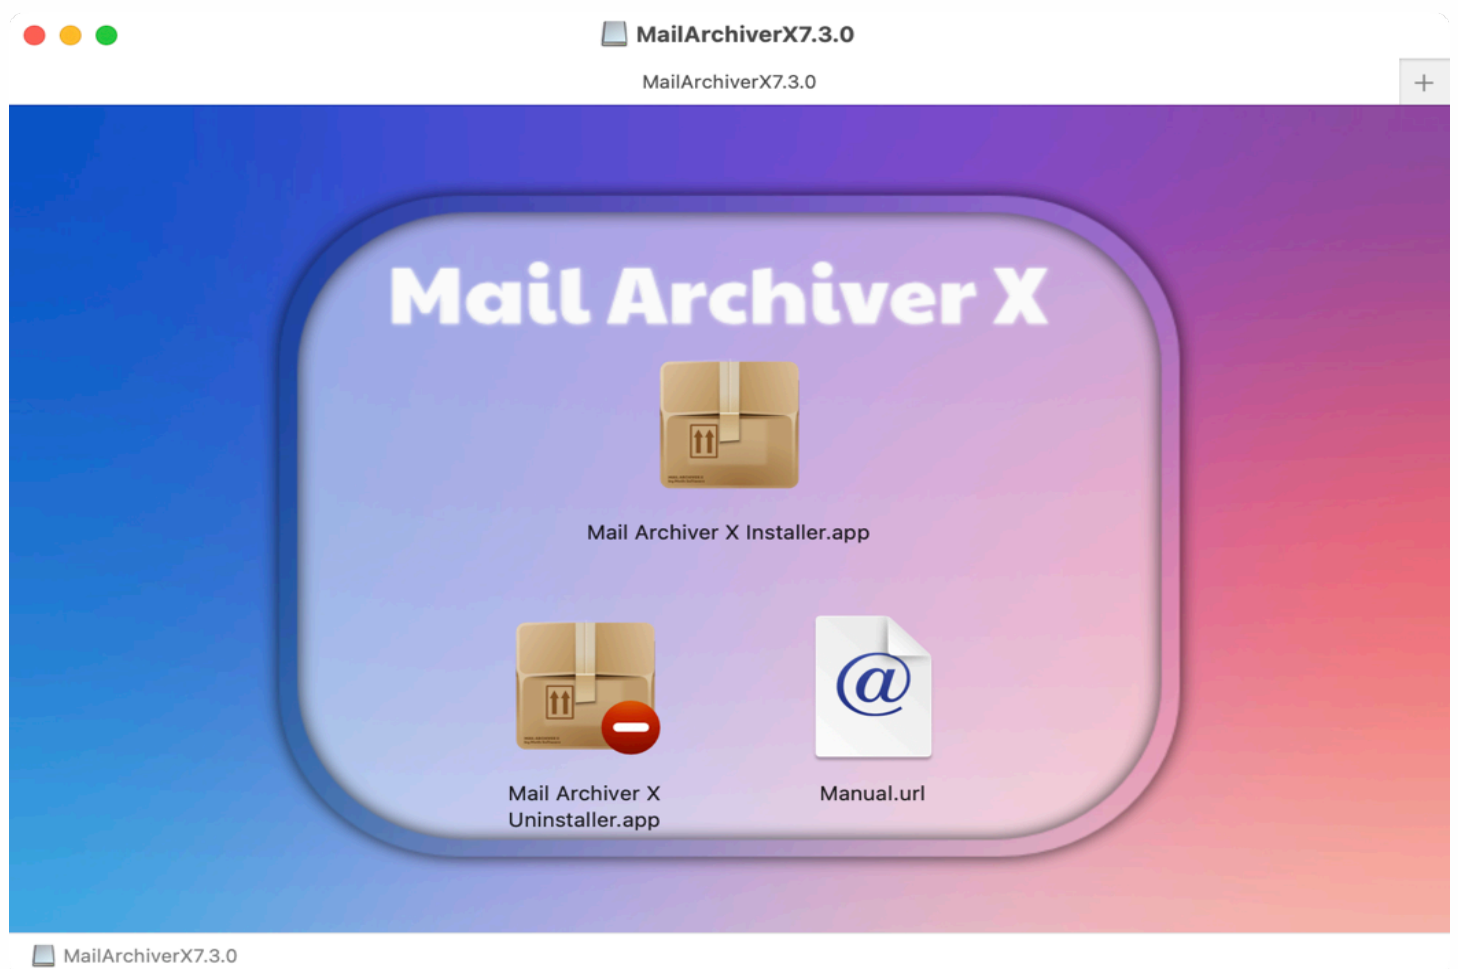 MailArchiverX7.3.0
MailArchiverX7.3.0
+
Mail Archiver X
Mail Archiver X Installer.app
Mail Archiver X
Uninstaller.app
@
Manual.url
MailArchiverX7.3.0